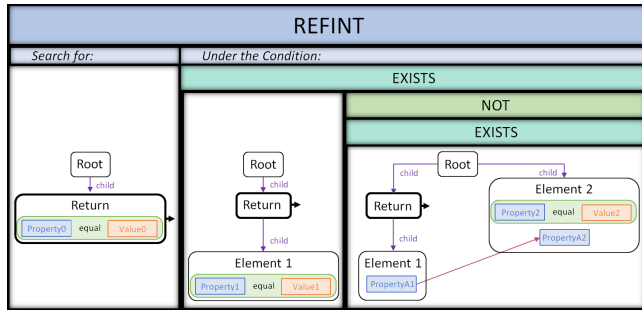 REFINT
Search for:
Under the Condition:
EXISTS
NOT
EXISTS
Root
child
Return
Property0 equal Value0
Root
child
Return
child
Element 1
Property1 equal Value1
Root
child
child
Return
Element 2
Property2 equal Value2
PropertyA2
child
Element 1
PropertyA1